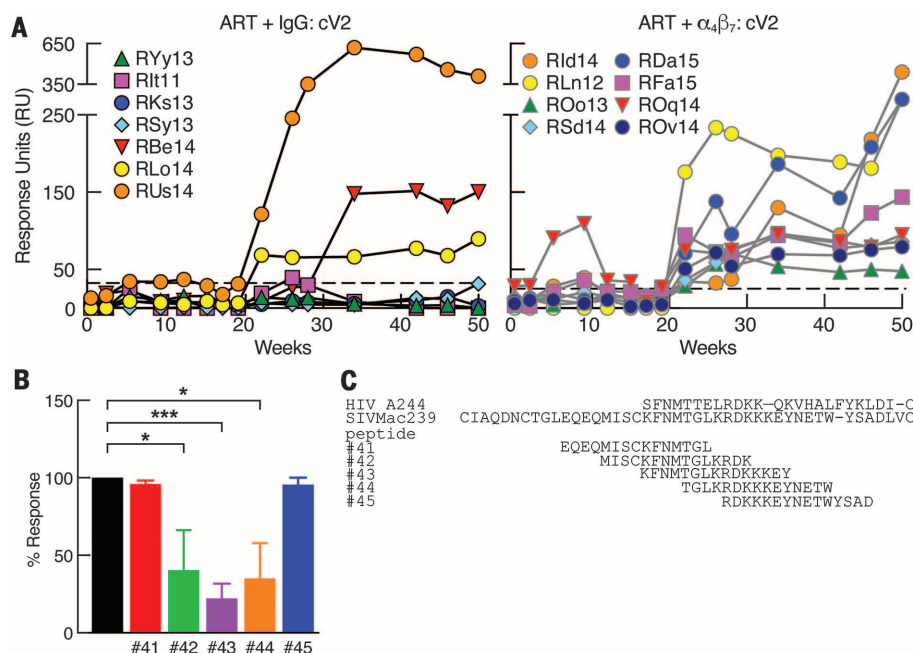 A
ART + IgG: cV2
ART + α4β7: cV2
Response Units (RU)
650
350
250
150
50
0
RYy13
RIt11
RKs13
RSy13
RBe14
RLo14
RUs14
RId14
RDa15
RLn12
RFa15
ROo13
ROq14
RSd14
ROv14
0 10 20 30 40 50
Weeks
0 10 20 30 40 50
Weeks
B
% Response
150
100
50
0
*
***
*
#41 #42 #43 #44 #45
C
HIV A244 SFNMTTELRDKK-QKVHALFYKLDI-
SIVMac239 CIAQDNCTGLEQEQMISCKFNMTGLKRDKKKEYNETW-YSADLVC
peptide
#41 EQEQMISCKFNMTGL
#42 MISCKFNMTGLKRDK
#43 KFNMTGLKRDKKKEY
#44 TGLKRDKKKEYNETW
#45 RDKKKEYNETWYSAD